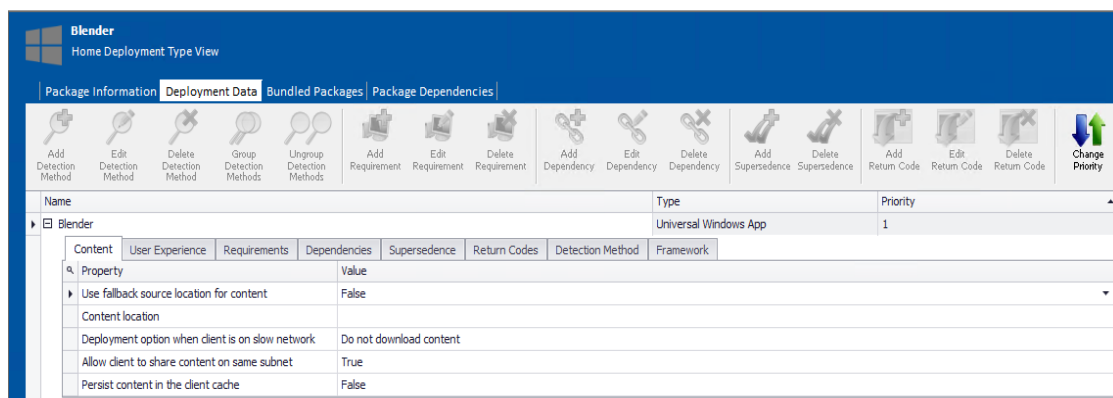 Blender
Home Deployment Type View
Package Information Deployment Data Bundled Packages Package Dependencies
Add Detection Method
Edit Detection Method
Delete Detection Method
Group Detection Methods
Ungroup Detection Methods
Add Requirement
Edit Requirement
Delete Requirement
Add Dependency
Edit Dependency
Delete Dependency
Add Supersedence
Delete Supersedence
Add Return Code
Edit Return Code
Delete Return Code
Change Priority
Name Type Priority
Blender Universal Windows App 1
Content User Experience Requirements Dependencies Supersedence Return Codes Detection Method Framework
Property Value
Use fallback source location for content False
Content location
Deployment option when client is on slow network Do not download content
Allow client to share content on same subnet True
Persist content in the client cache False